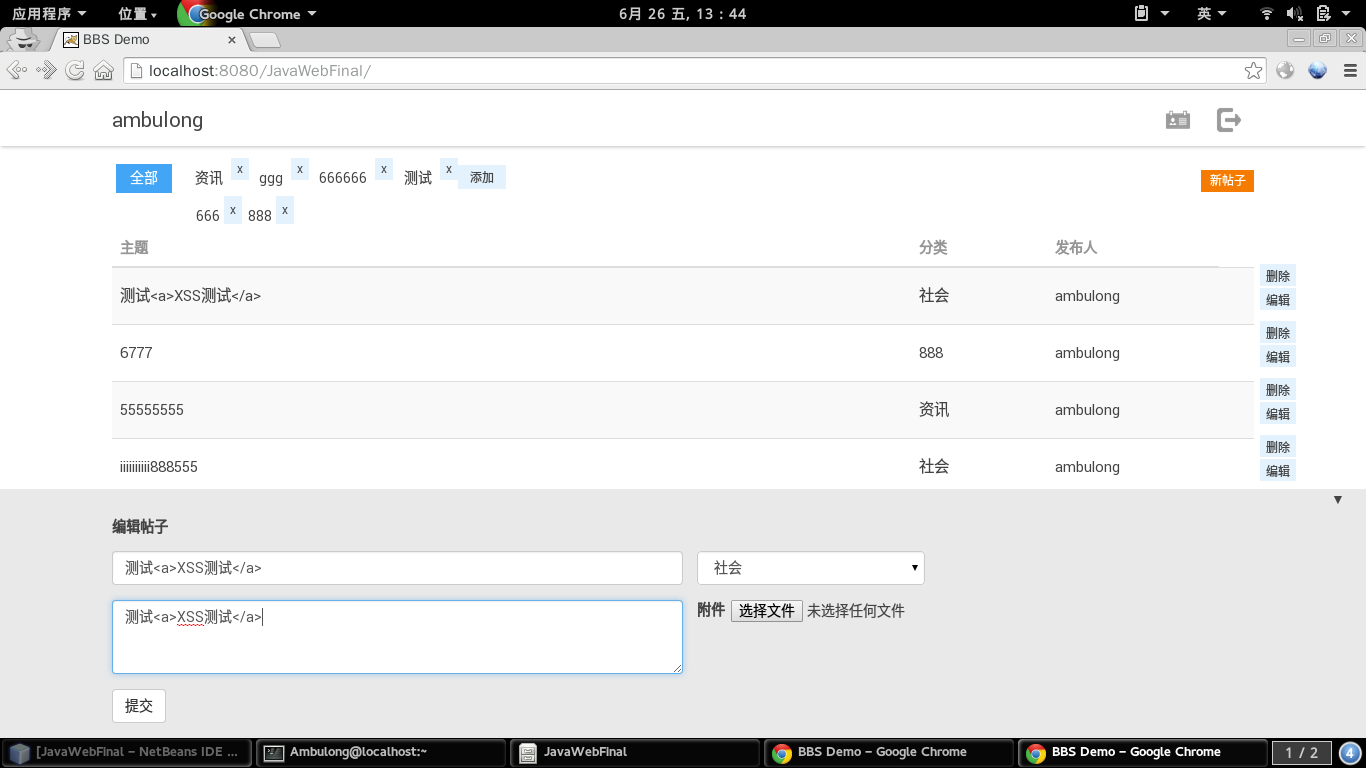 应用程序 位置 Google Chrome 6月 26 五, 13 : 44 英
BBS Demo ×
localhost:8080/JavaWebFinal/
ambulong
全部 资讯 x ggg x 666666 x 测试 x 添加 新帖子
666 x 888 x
主题 分类 发布人
测试<a>XSS测试</a> 社会 ambulong 删除 编辑
6777 888 ambulong 删除 编辑
55555555 资讯 ambulong 删除 编辑
iiiiiiiiii888555 社会 ambulong 删除 编辑
编辑帖子
测试<a>XSS测试</a> 社会
测试<a>XSS测试</a> 附件 选择文件 未选择任何文件
提交
[JavaWebFinal – NetBeans IDE ... Ambulong@localhost:~ JavaWebFinal BBS Demo – Google Chrome BBS Demo – Google Chrome 1 / 2 4